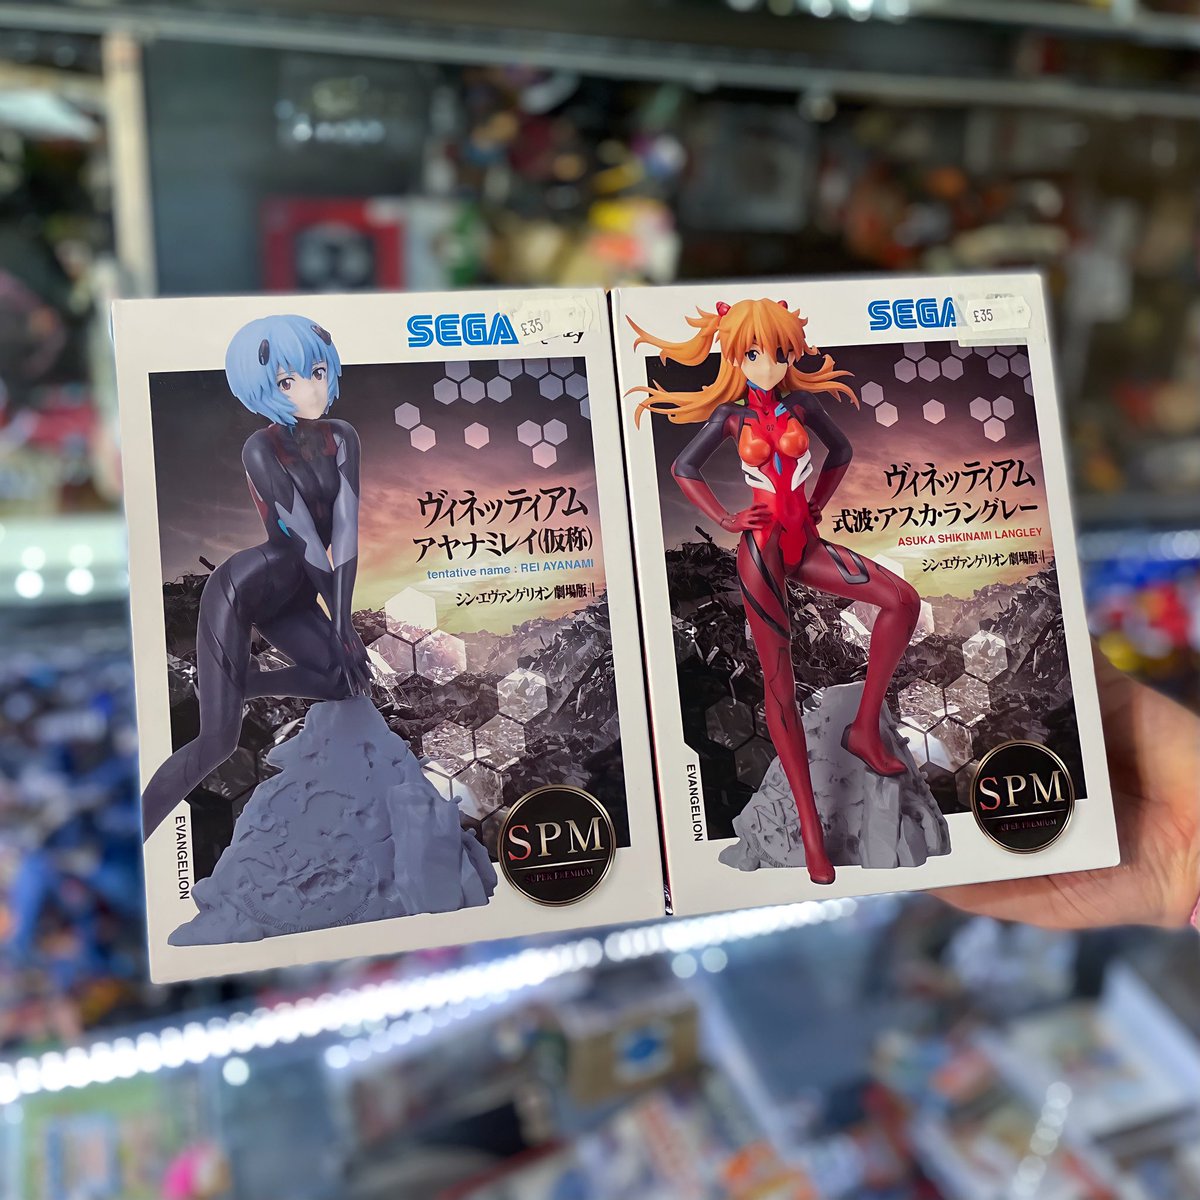 SEGA
£35
ヴィネッティアム
アヤナミレイ(仮称)
tentative name : REI AYANAMI
シン・エヴァンゲリオン劇場版:||
EVANGELION
SPM
SUPER PREMIUM
SEGA
£35
ヴィネッティアム
式波・アスカ・ラングレー
ASUKA SHIKINAMI LANGLEY
シン・エヴァンゲリオン劇場版:||
EVANGELION
SPM
SUPER PREMIUM